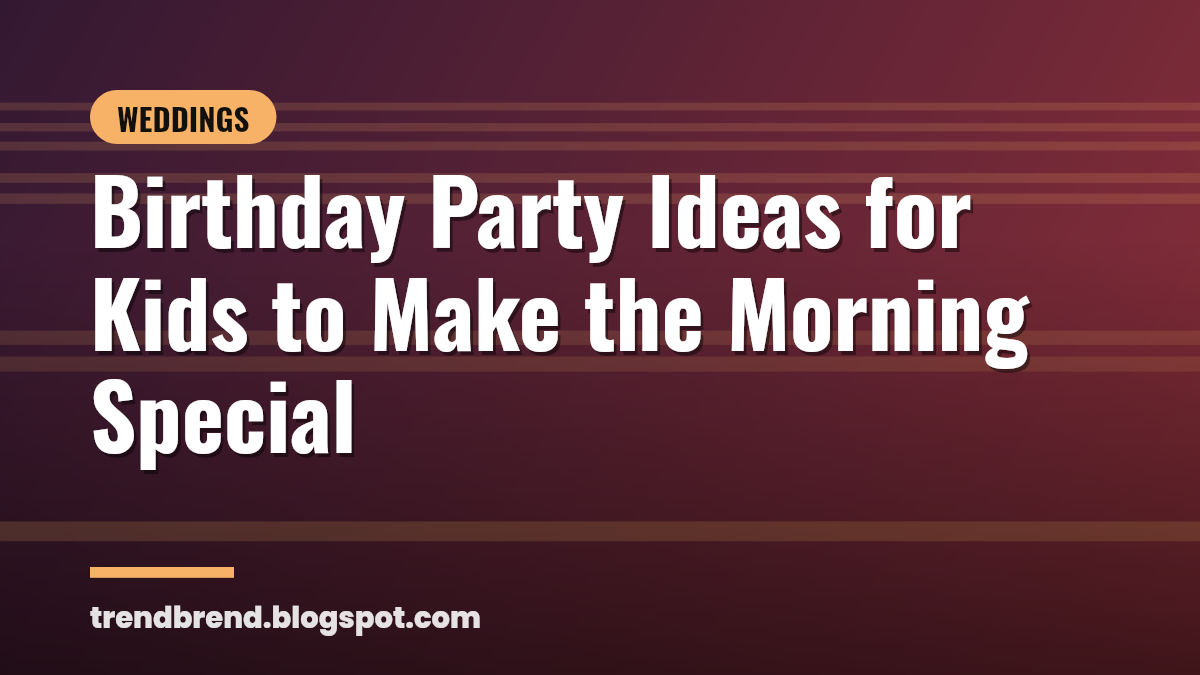 WEDDINGS
Birthday Party Ideas for
Kids to Make the Morning
Special
trendbrend.blogspot.com